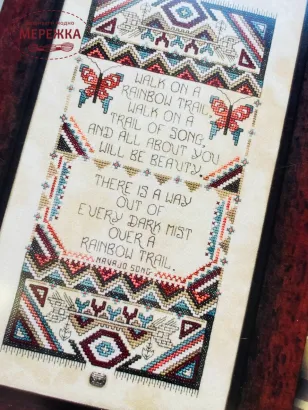 МЕРЕЖКА
WALK ON A
RAINBOW TRAIL,
WALK ON A
TRAIL OF SONG,
AND ALL ABOUT YOU
WILL BE BEAUTY.
THERE IS A WAY
OUT OF
EVERY DARK MIST
OVER A
RAINBOW TRAIL.
NAVAJO SONG